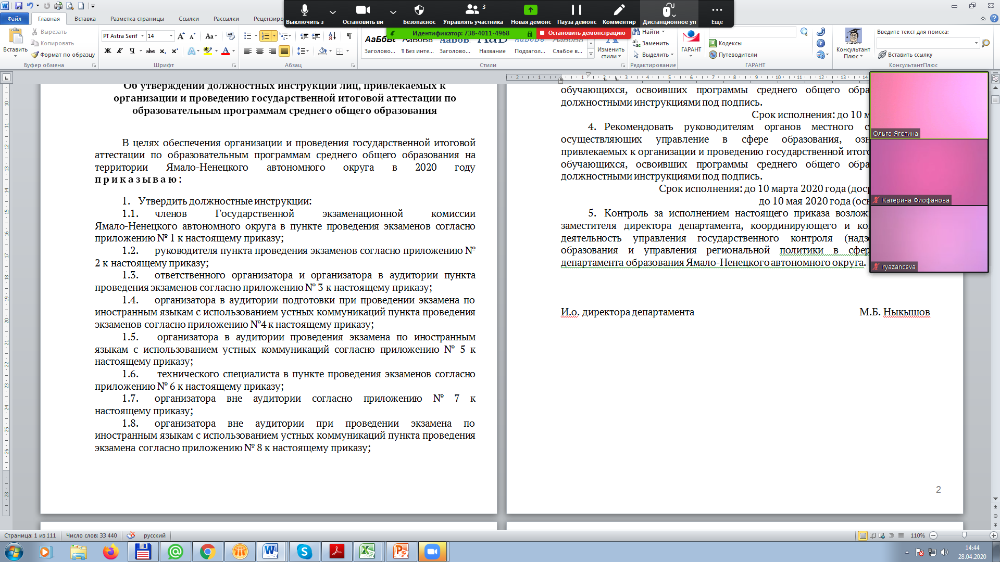 Выключить з
Остановить ви
Безопаснос
3
Управлять участника
Новая демонс
Пауза демонс
Комментир
Дистанционное уп
Еще
Идентификатор: 738-4011-4968
Остановить демонстрацию
Файл
Главная
Вставка
Разметка страницы
Ссылки
Рассылки
Рецензиро
Вставить
Вырезать
Копировать
Формат по образцу
Буфер обмена
PT Astra Serif
14
Шрифт
Абзац
Заголово...
¶ Без инте...
Заголово...
Название
Подзагол...
Слабое в...
Изменить стили
Стили
Найти
Заменить
Выделить
Редактирование
ГАРАНТ
Кодексы
Путеводители
ГАРАНТ
Консультант Плюс
Введите текст для поиска:
Вставить ссылку
КонсультантПлюс
Об утверждении должностных инструкций лиц, привлекаемых к
организации и проведению государственной итоговой аттестации по
образовательным программам среднего общего образования
В целях обеспечения организации и проведения государственной итоговой
аттестации по образовательным программам среднего общего образования на
территории Ямало-Ненецкого автономного округа в 2020 году
приказываю:
1. Утвердить должностные инструкции:
1.1. членов Государственной экзаменационной комиссии
Ямало-Ненецкого автономного округа в пункте проведения экзаменов согласно
приложению № 1 к настоящему приказу;
1.2. руководителя пункта проведения экзаменов согласно приложению №
2 к настоящему приказу;
1.3. ответственного организатора и организатора в аудитории пункта
проведения экзаменов согласно приложению № 3 к настоящему приказу;
1.4. организатора в аудитории подготовки при проведении экзамена по
иностранным языкам с использованием устных коммуникаций пункта проведения
экзаменов согласно приложению №4 к настоящему приказу;
1.5. организатора в аудитории проведения экзамена по иностранным
языкам с использованием устных коммуникаций согласно приложению № 5 к
настоящему приказу;
1.6. технического специалиста в пункте проведения экзаменов согласно
приложению № 6 к настоящему приказу;
1.7. организатора вне аудитории согласно приложению № 7 к
настоящему приказу;
1.8. организатора вне аудитории при проведении экзамена по
иностранным языкам с использованием устных коммуникаций пункта проведения
экзамена согласно приложению № 8 к настоящему приказу;
обучающихся, освоивших программы среднего общего обра
должностными инструкциями под подпись.
Срок исполнения: до 10 м
4. Рекомендовать руководителям органов местного с
осуществляющих управление в сфере образования, озн
привлекаемых к организации и проведению государственной итого
обучающихся, освоивших программы среднего общего обра
должностными инструкциями под подпись.
Срок исполнения: до 10 марта 2020 года (доср
до 10 мая 2020 года (осн
5. Контроль за исполнением настоящего приказа возлож
заместителя директора департамента, координирующего и ко
деятельность управления государственного контроля (надз
образования и управления региональной политики в сфер
департамента образования Ямало-Ненецкого автономного округа.
И.о. директора департамента
М.Б. Ныкышов
2
Ольга Яготина
Катерина Фиофанова
ryazanceva
Страница: 1 из 111
Число слов: 33 440
русский
110%
14:44
28.04.2020